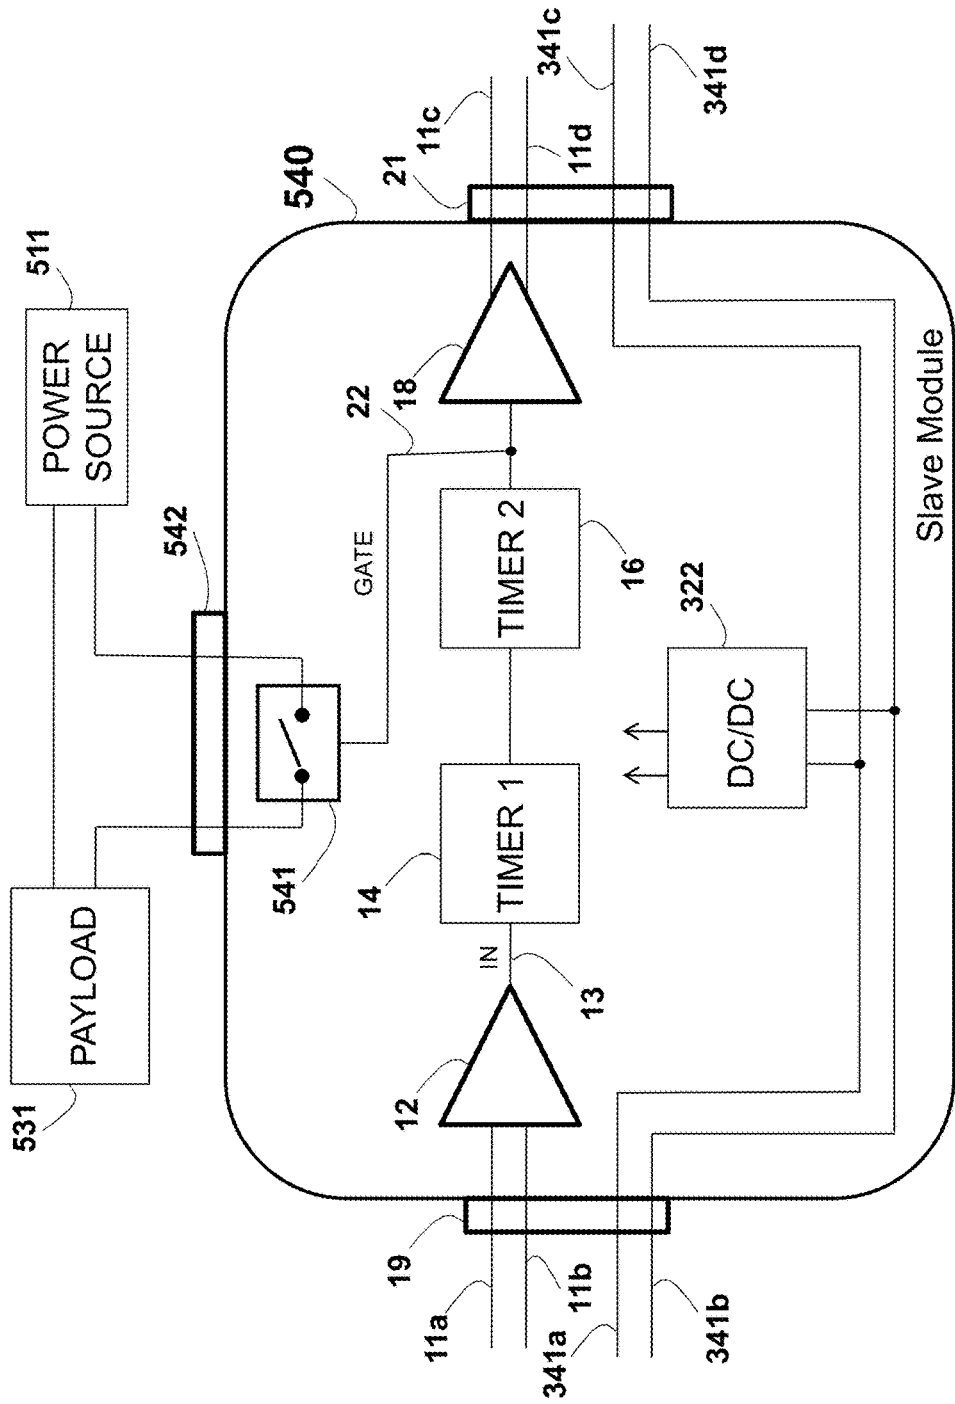 POWER
SOURCE
511
PAYLOAD
531
542
540
541
GATE
22
21
11c
11d
341c
341d
12
IN
13
14
TIMER 1
TIMER 2
16
18
DC/DC
322
19
11a
11b
341a
341b
Slave Module